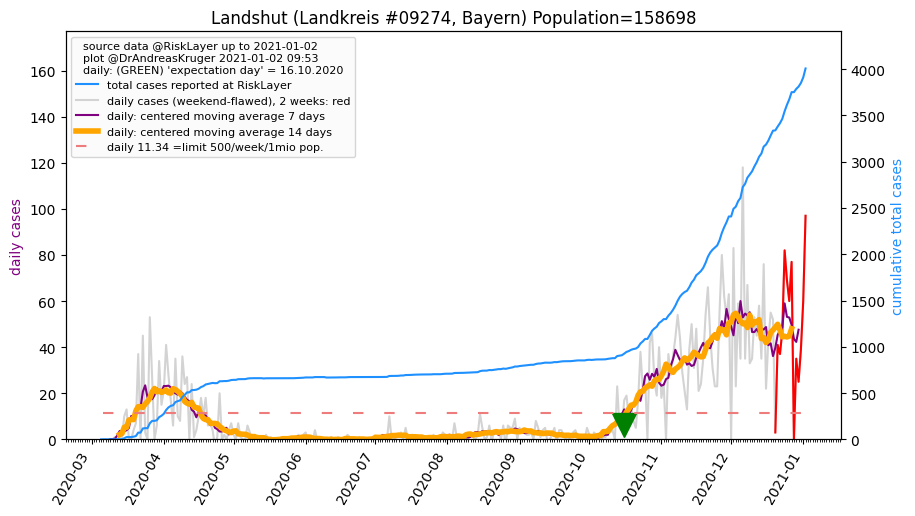 Landshut (Landkreis #09274, Bayern) Population=158698
source data @RiskLayer up to 2021-01-02
plot @DrAndreasKruger 2021-01-02 09:53
daily: (GREEN) 'expectation day' = 16.10.2020
total cases reported at RiskLayer
daily cases (weekend-flawed), 2 weeks: red
daily: centered moving average 7 days
daily: centered moving average 14 days
daily 11.34 =limit 500/week/1mio pop.
daily cases
160
140
120
100
80
60
40
20
0
cumulative total cases
4000
3500
3000
2500
2000
1500
1000
500
0
2020-03
2020-04
2020-05
2020-06
2020-07
2020-08
2020-09
2020-10
2020-11
2020-12
2021-01